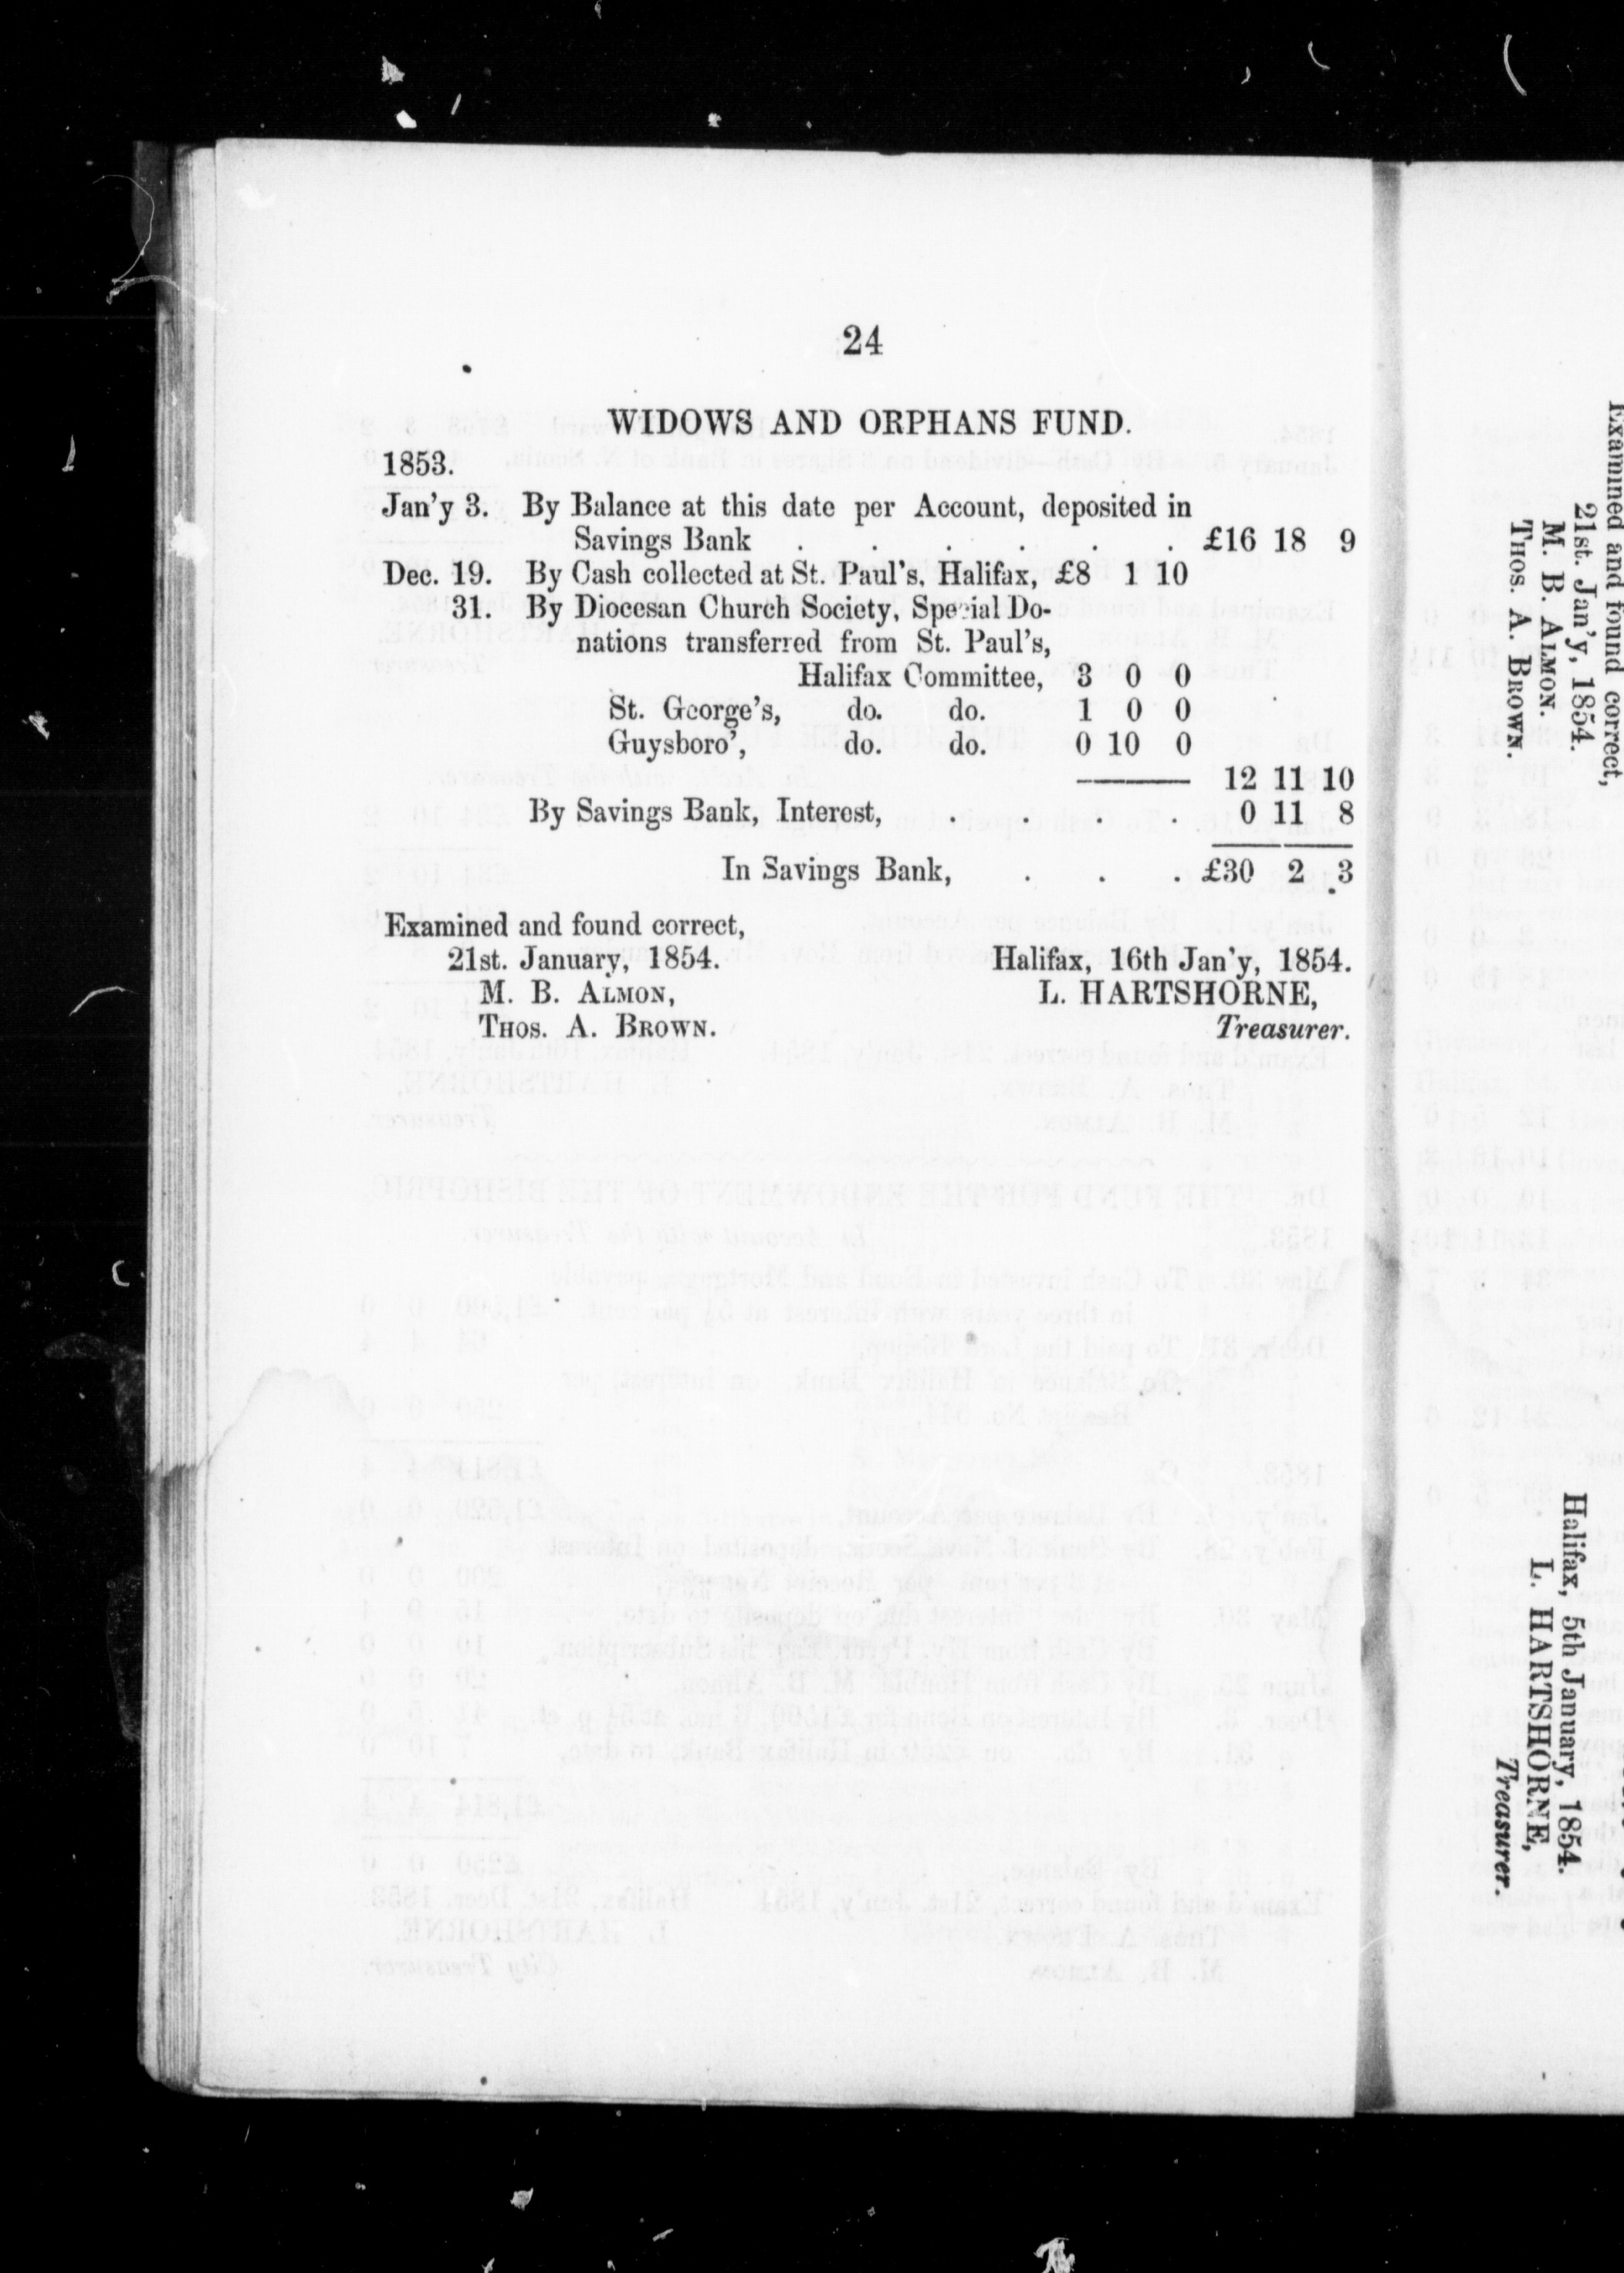 24
WIDOWS AND ORPHANS FUND.
1853.
Jan'y 3. By Balance at this date per Account, deposited in
Savings Bank . . . . . . £16 18 9
Dec. 19. By Cash collected at St. Paul's, Halifax, £8 1 10
31. By Diocesan Church Society, Special Do-
nations transferred from St. Paul's,
Halifax Committee, 3 0 0
St. George's, do. do. 1 0 0
Guysboro', do. do. 0 10 0
12 11 10
By Savings Bank, Interest, . . . . 0 11 8
In Savings Bank, . . . £30 2 3
Examined and found correct,
21st. January, 1854.
M. B. ALMON,
THOS. A. BROWN.
Halifax, 16th Jan'y, 1854.
L. HARTSHORNE,
Treasurer.
Examined and found correct,
21st. Jan'y, 1854.
M. B. ALMON.
THOS. A. BROWN.
Halifax, 5th January, 1854.
L. HARTSHORNE,
Treasurer.